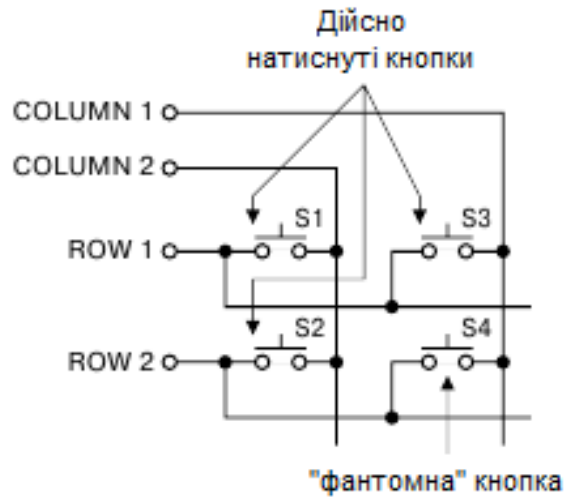 Дійсно
натиснуті кнопки
COLUMN 1
COLUMN 2
S1
S3
ROW 1
S2
S4
ROW 2
"фантомна" кнопка